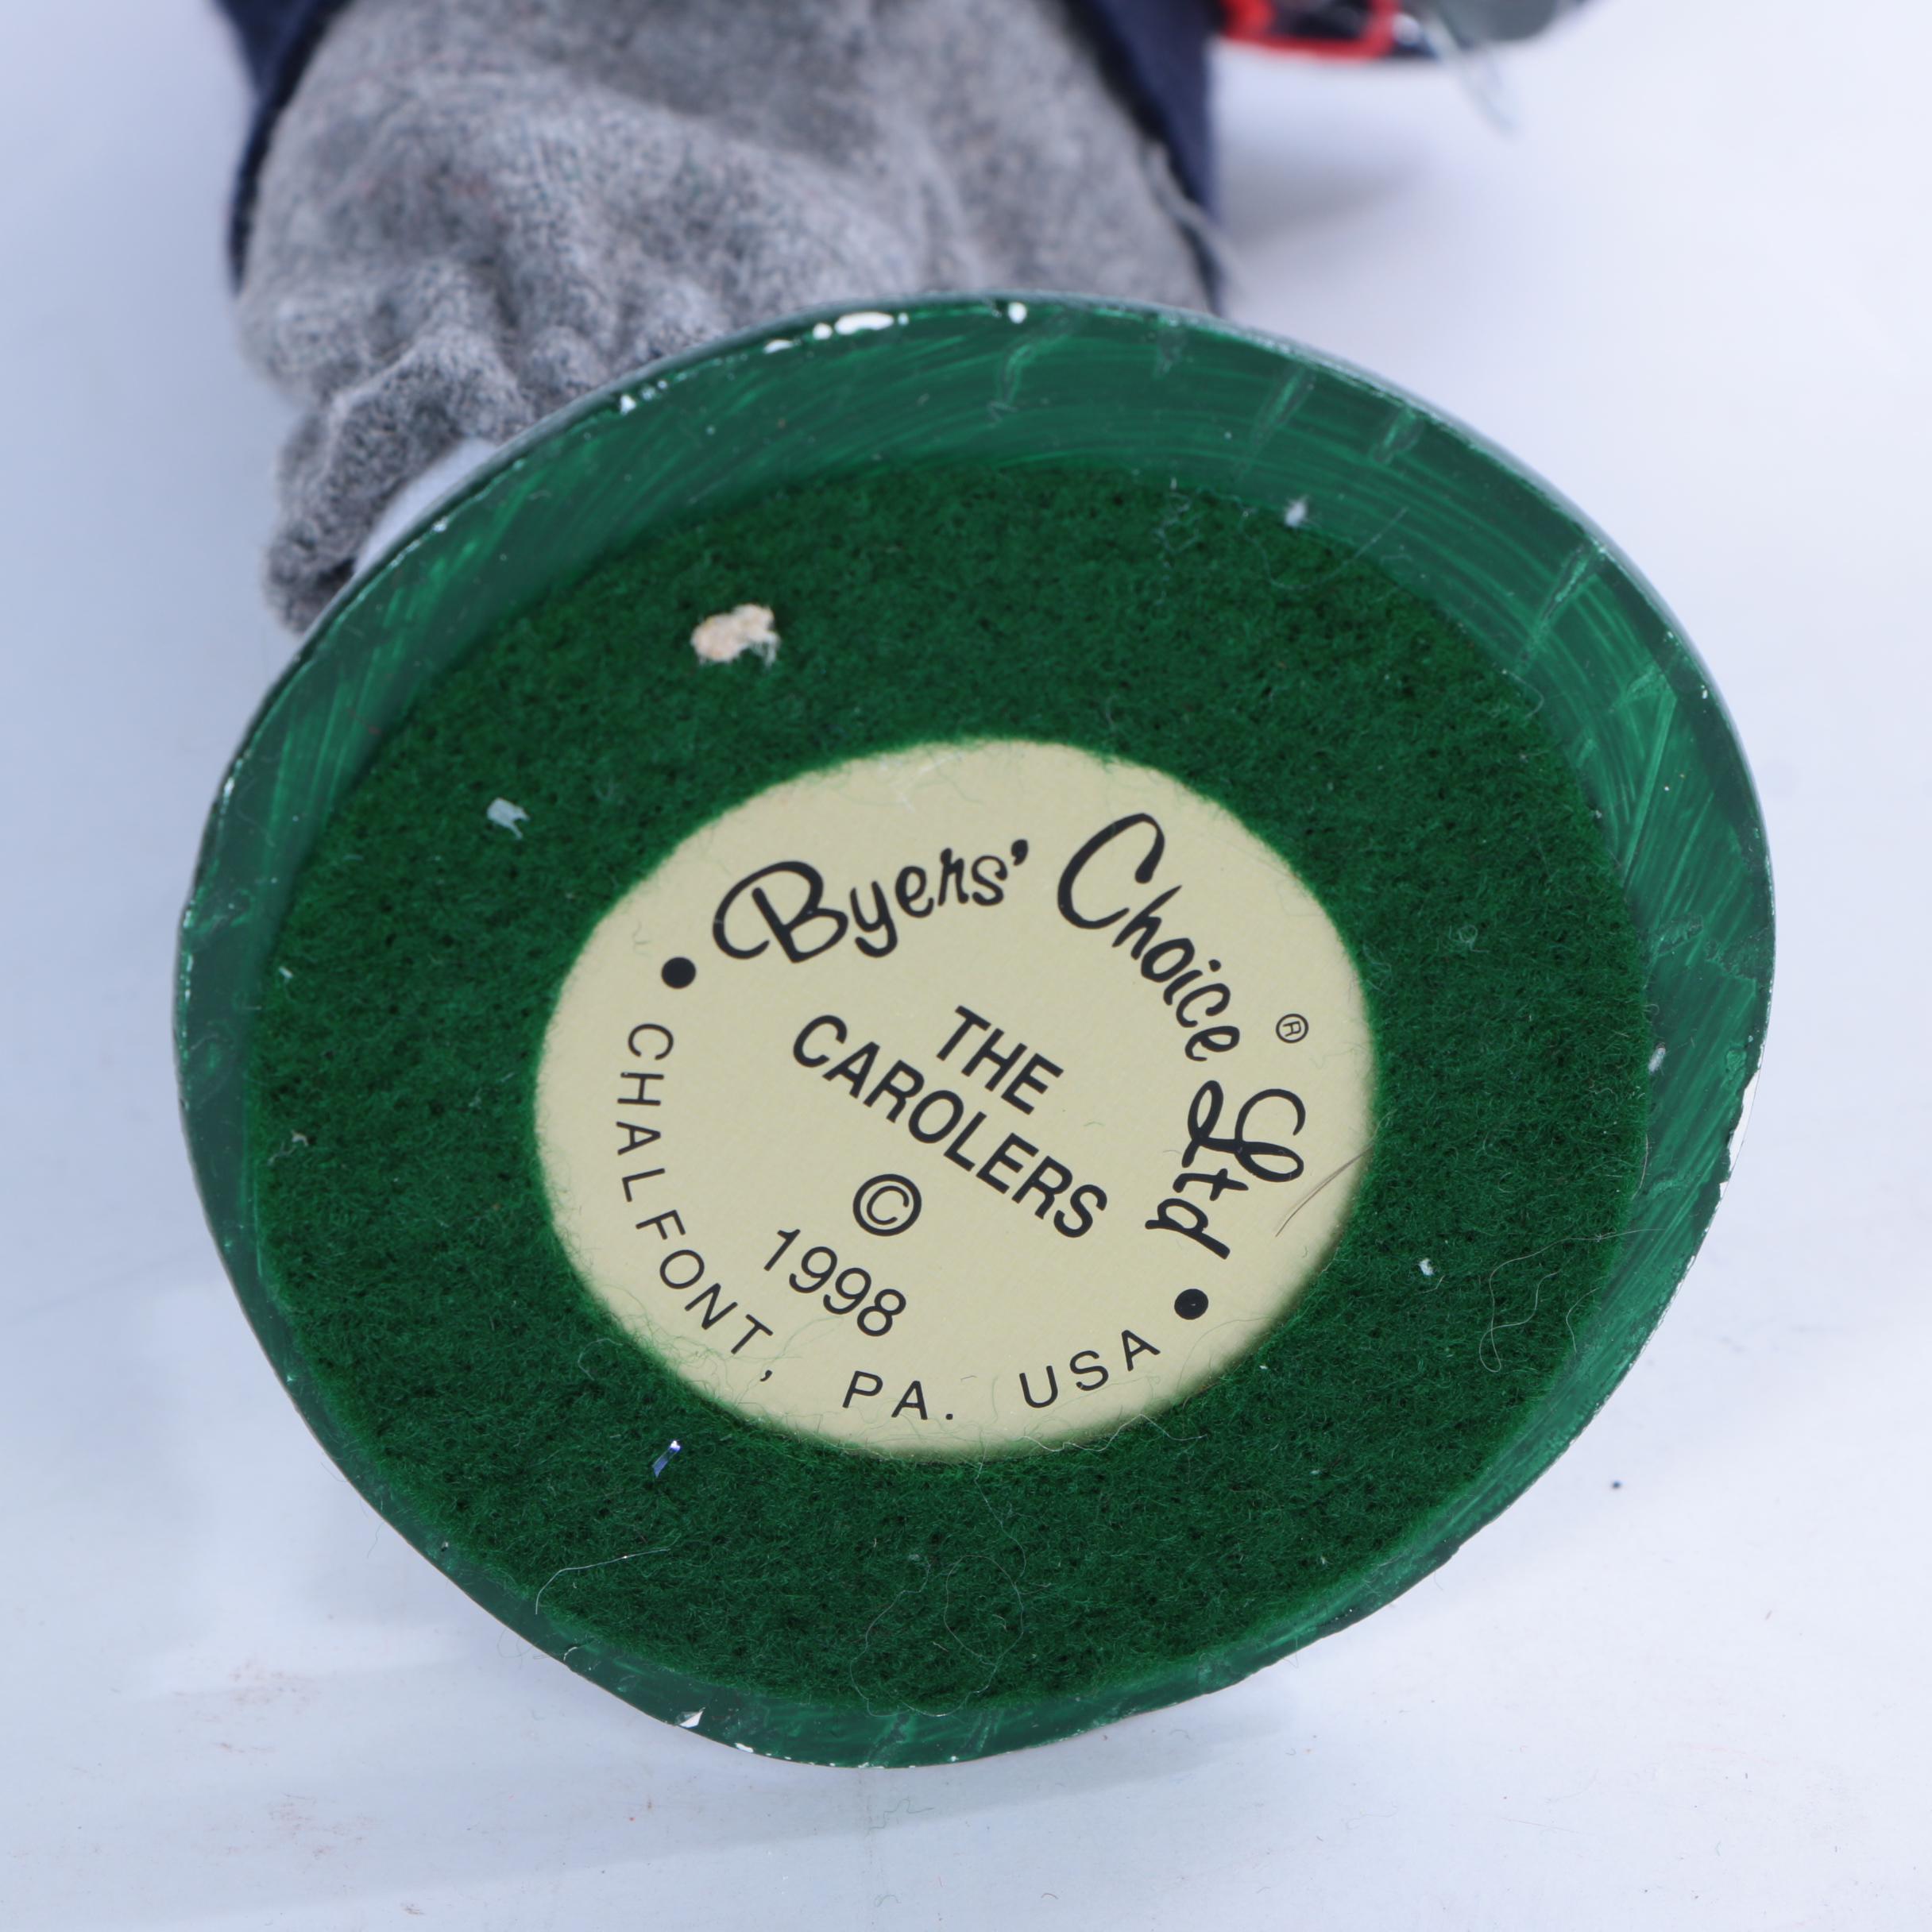 Byers' Choice Ltd ®
THE
CAROLERS
©
1998
• CHALFONT, PA. USA •